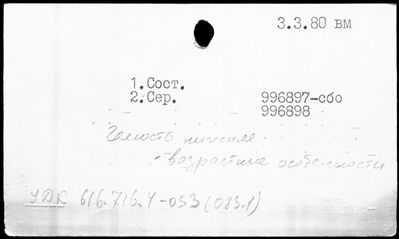 3.3.80 вм
1.Сост.
2.Сер.
996897-сбо
996898
Челюсть нижняя -
- возрастные особенности
УДК 616.716.4-053(083.1)